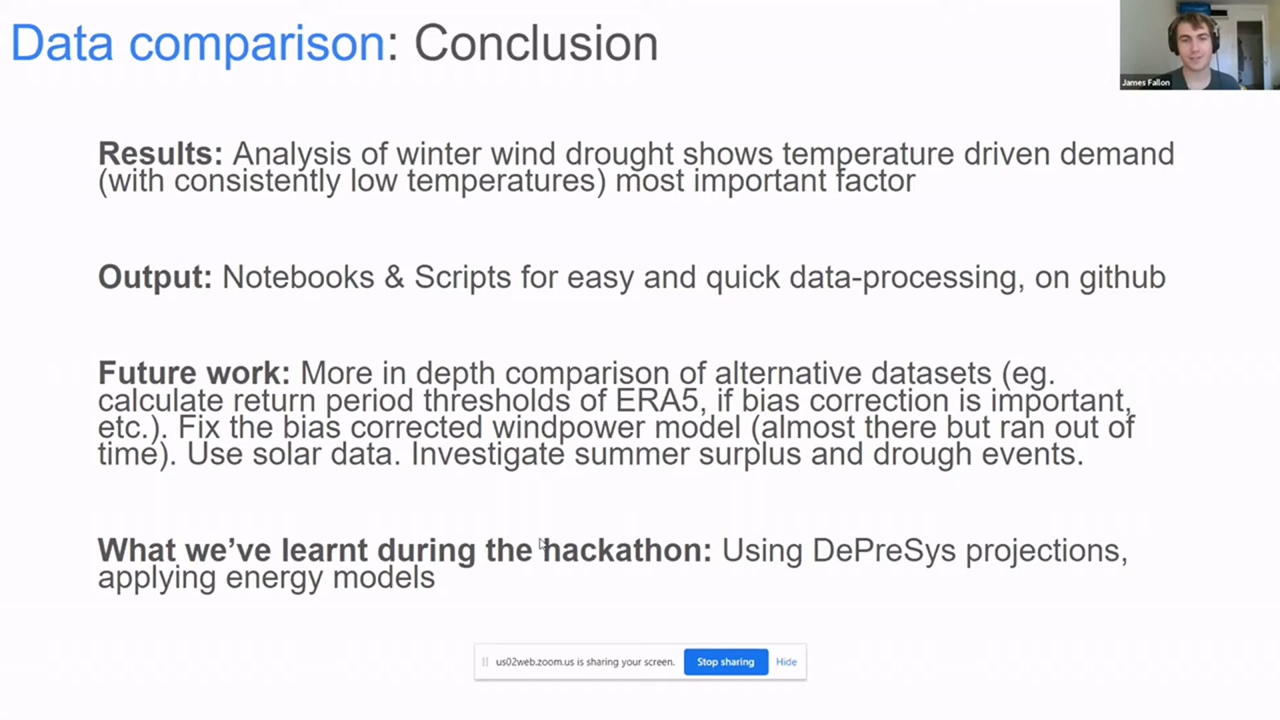 Data comparison: Conclusion
James Fallon
Results: Analysis of winter wind drought shows temperature driven demand
(with consistently low temperatures) most important factor
Output: Notebooks & Scripts for easy and quick data-processing, on github
Future work: More in depth comparison of alternative datasets (eg.
calculate return period thresholds of ERA5, if bias correction is important,
etc.). Fix the bias corrected windpower model (almost there but ran out of
time). Use solar data. Investigate summer surplus and drough events.
What we’ve learnt during the hackathon: Using DePreSys projections,
applying energy models
us02web.zoom.us is sharing your screen. Stop sharing Hide